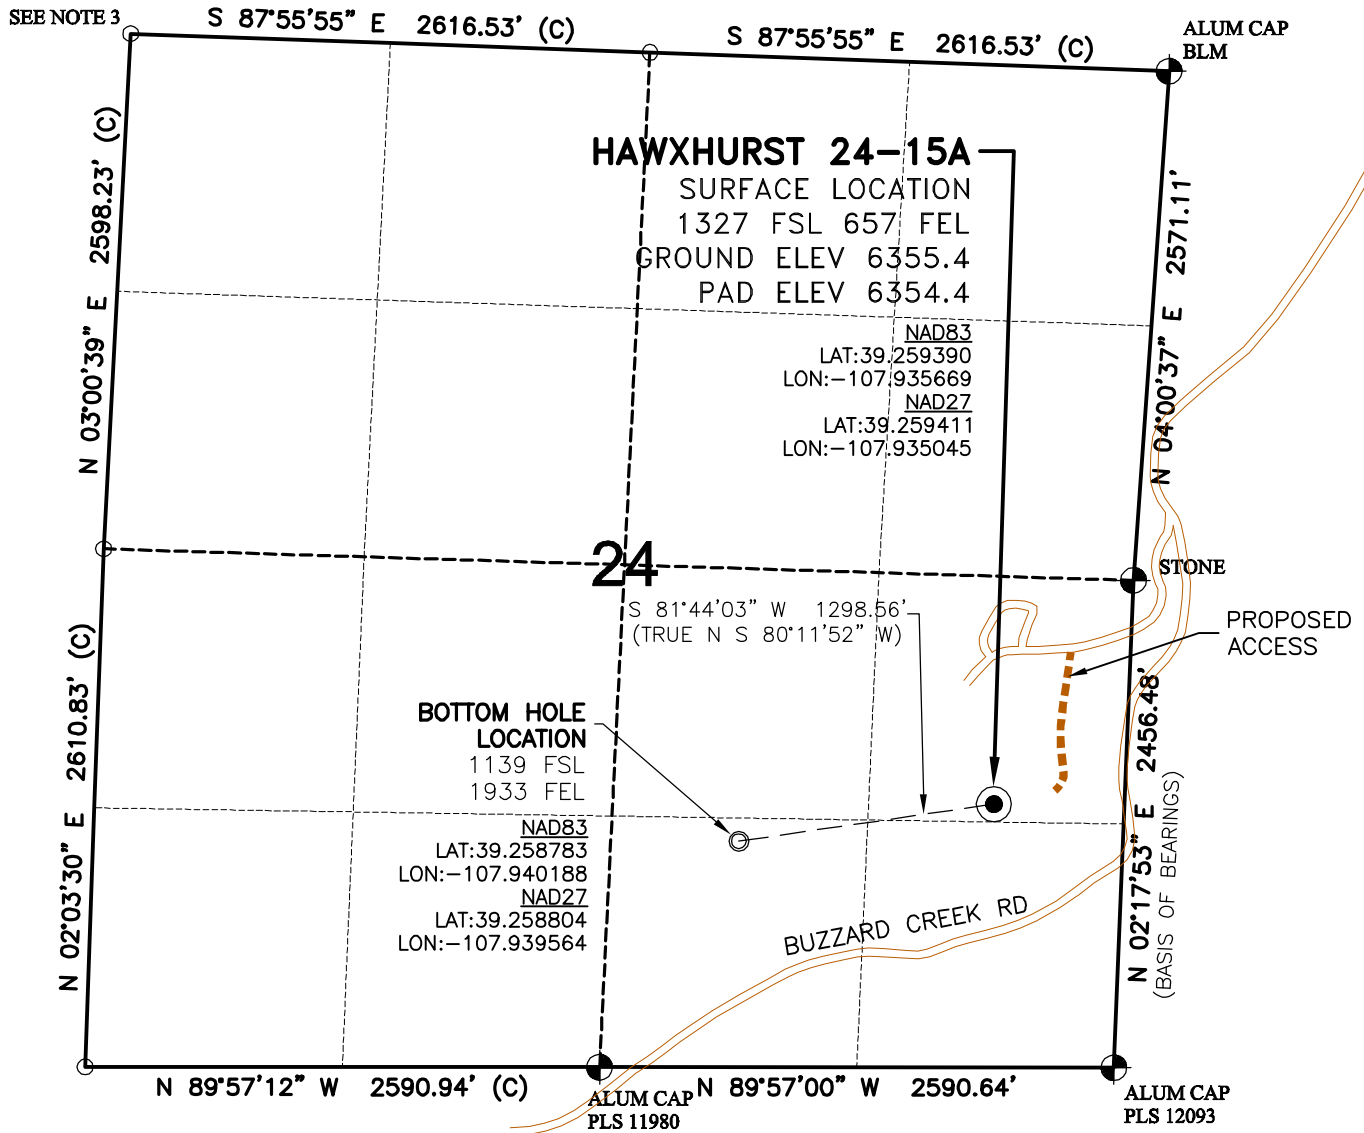 SEE NOTE 3
S 87°55'55" E 2616.53' (C)
S 87°55'55" E 2616.53' (C)
ALUM CAP
BLM
N 03°00'39" E 2598.23' (C)
HAWXHURST 24-15A
SURFACE LOCATION
1327 FSL 657 FEL
GROUND ELEV 6355.4
PAD ELEV 6354.4
NAD83
LAT:39.259390
LON:-107.935669
NAD27
LAT:39.259411
LON:-107.935045
N 04°00'37" E 2571.11'
24
STONE
S 81°44'03" W 1298.56'
(TRUE N S 80°11'52" W)
PROPOSED
ACCESS
N 02°03'30" E 2610.83' (C)
BOTTOM HOLE
LOCATION
1139 FSL
1933 FEL
NAD83
LAT:39.258783
LON:-107.940188
NAD27
LAT:39.258804
LON:-107.939564
BUZZARD CREEK RD
N 02°17'53" E 2456.48'
(BASIS OF BEARINGS)
N 89°57'12" W 2590.94' (C)
ALUM CAP
PLS 11980
N 89°57'00" W 2590.64'
ALUM CAP
PLS 12093